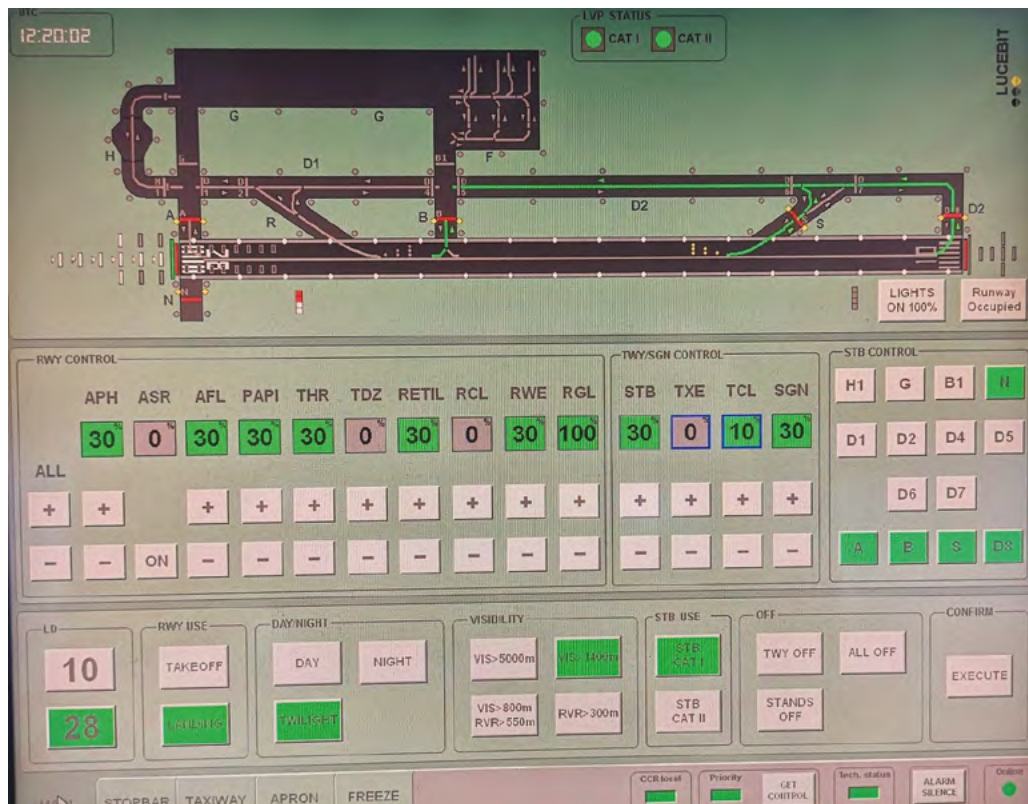 UTC
12:20:02
LVP STATUS
CAT I CAT II
LUCEBIT
G G
H
D1
F
B1
A
R
B
D2
S
D2
N
LIGHTS
ON 100%
Runway
Occupied
RWY CONTROL
APH ASR AFL PAPI THR TDZ RETIL RCL RWE RGL
30% 0% 30% 30% 30% 0% 30% 0% 30% 100%
ALL
+ + + + + + + + + +
- - ON - - - - - - - -
TWY/SGN CONTROL
STB TXE TCL SGN
30% 0% 10% 30%
+ + + +
- - - -
STB CONTROL
H1 G B1 N
D1 D2 D4 D5
D6 D7
A B S D8
LD
10
28
RWY USE
TAKEOFF
LANDING
DAY/NIGHT
DAY NIGHT
TWILIGHT
VISIBILITY
VIS>5000m VIS>1400m
VIS>800m
RVR>550m
RVR>300m
STB USE
STB
CAT I
STB
CAT II
OFF
TWY OFF ALL OFF
STANDS
OFF
CONFIRM
EXECUTE
STOPBAR TAXIWAY APRON FREEZE
CCR local
Priority
GET
CONTROL
Tech. status
ALARM
SILENCE
Online